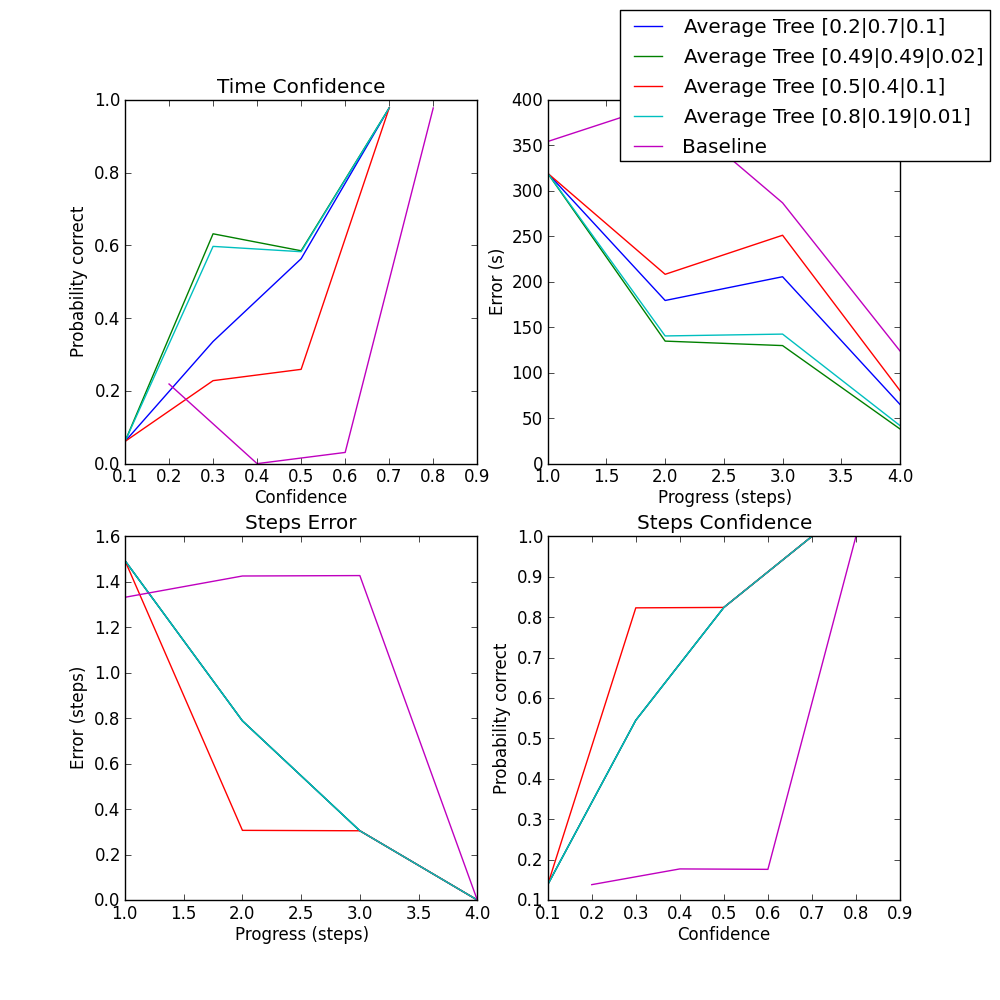 Average Tree [0.2|0.7|0.1]
Average Tree [0.49|0.49|0.02]
Average Tree [0.5|0.4|0.1]
Average Tree [0.8|0.19|0.01]
Baseline
Time Confidence
1.0
0.8
0.6
0.4
0.2
0.0
Probability correct
0.1 0.2 0.3 0.4 0.5 0.6 0.7 0.8 0.9
Confidence
400
350
300
250
200
150
100
50
0
Error (s)
1.0 1.5 2.0 2.5 3.0 3.5 4.0
Progress (steps)
Steps Error
1.6
1.4
1.2
1.0
0.8
0.6
0.4
0.2
0.0
Error (steps)
1.0 1.5 2.0 2.5 3.0 3.5 4.0
Progress (steps)
Steps Confidence
1.0
0.9
0.8
0.7
0.6
0.5
0.4
0.3
0.2
0.1
Probability correct
0.1 0.2 0.3 0.4 0.5 0.6 0.7 0.8 0.9
Confidence